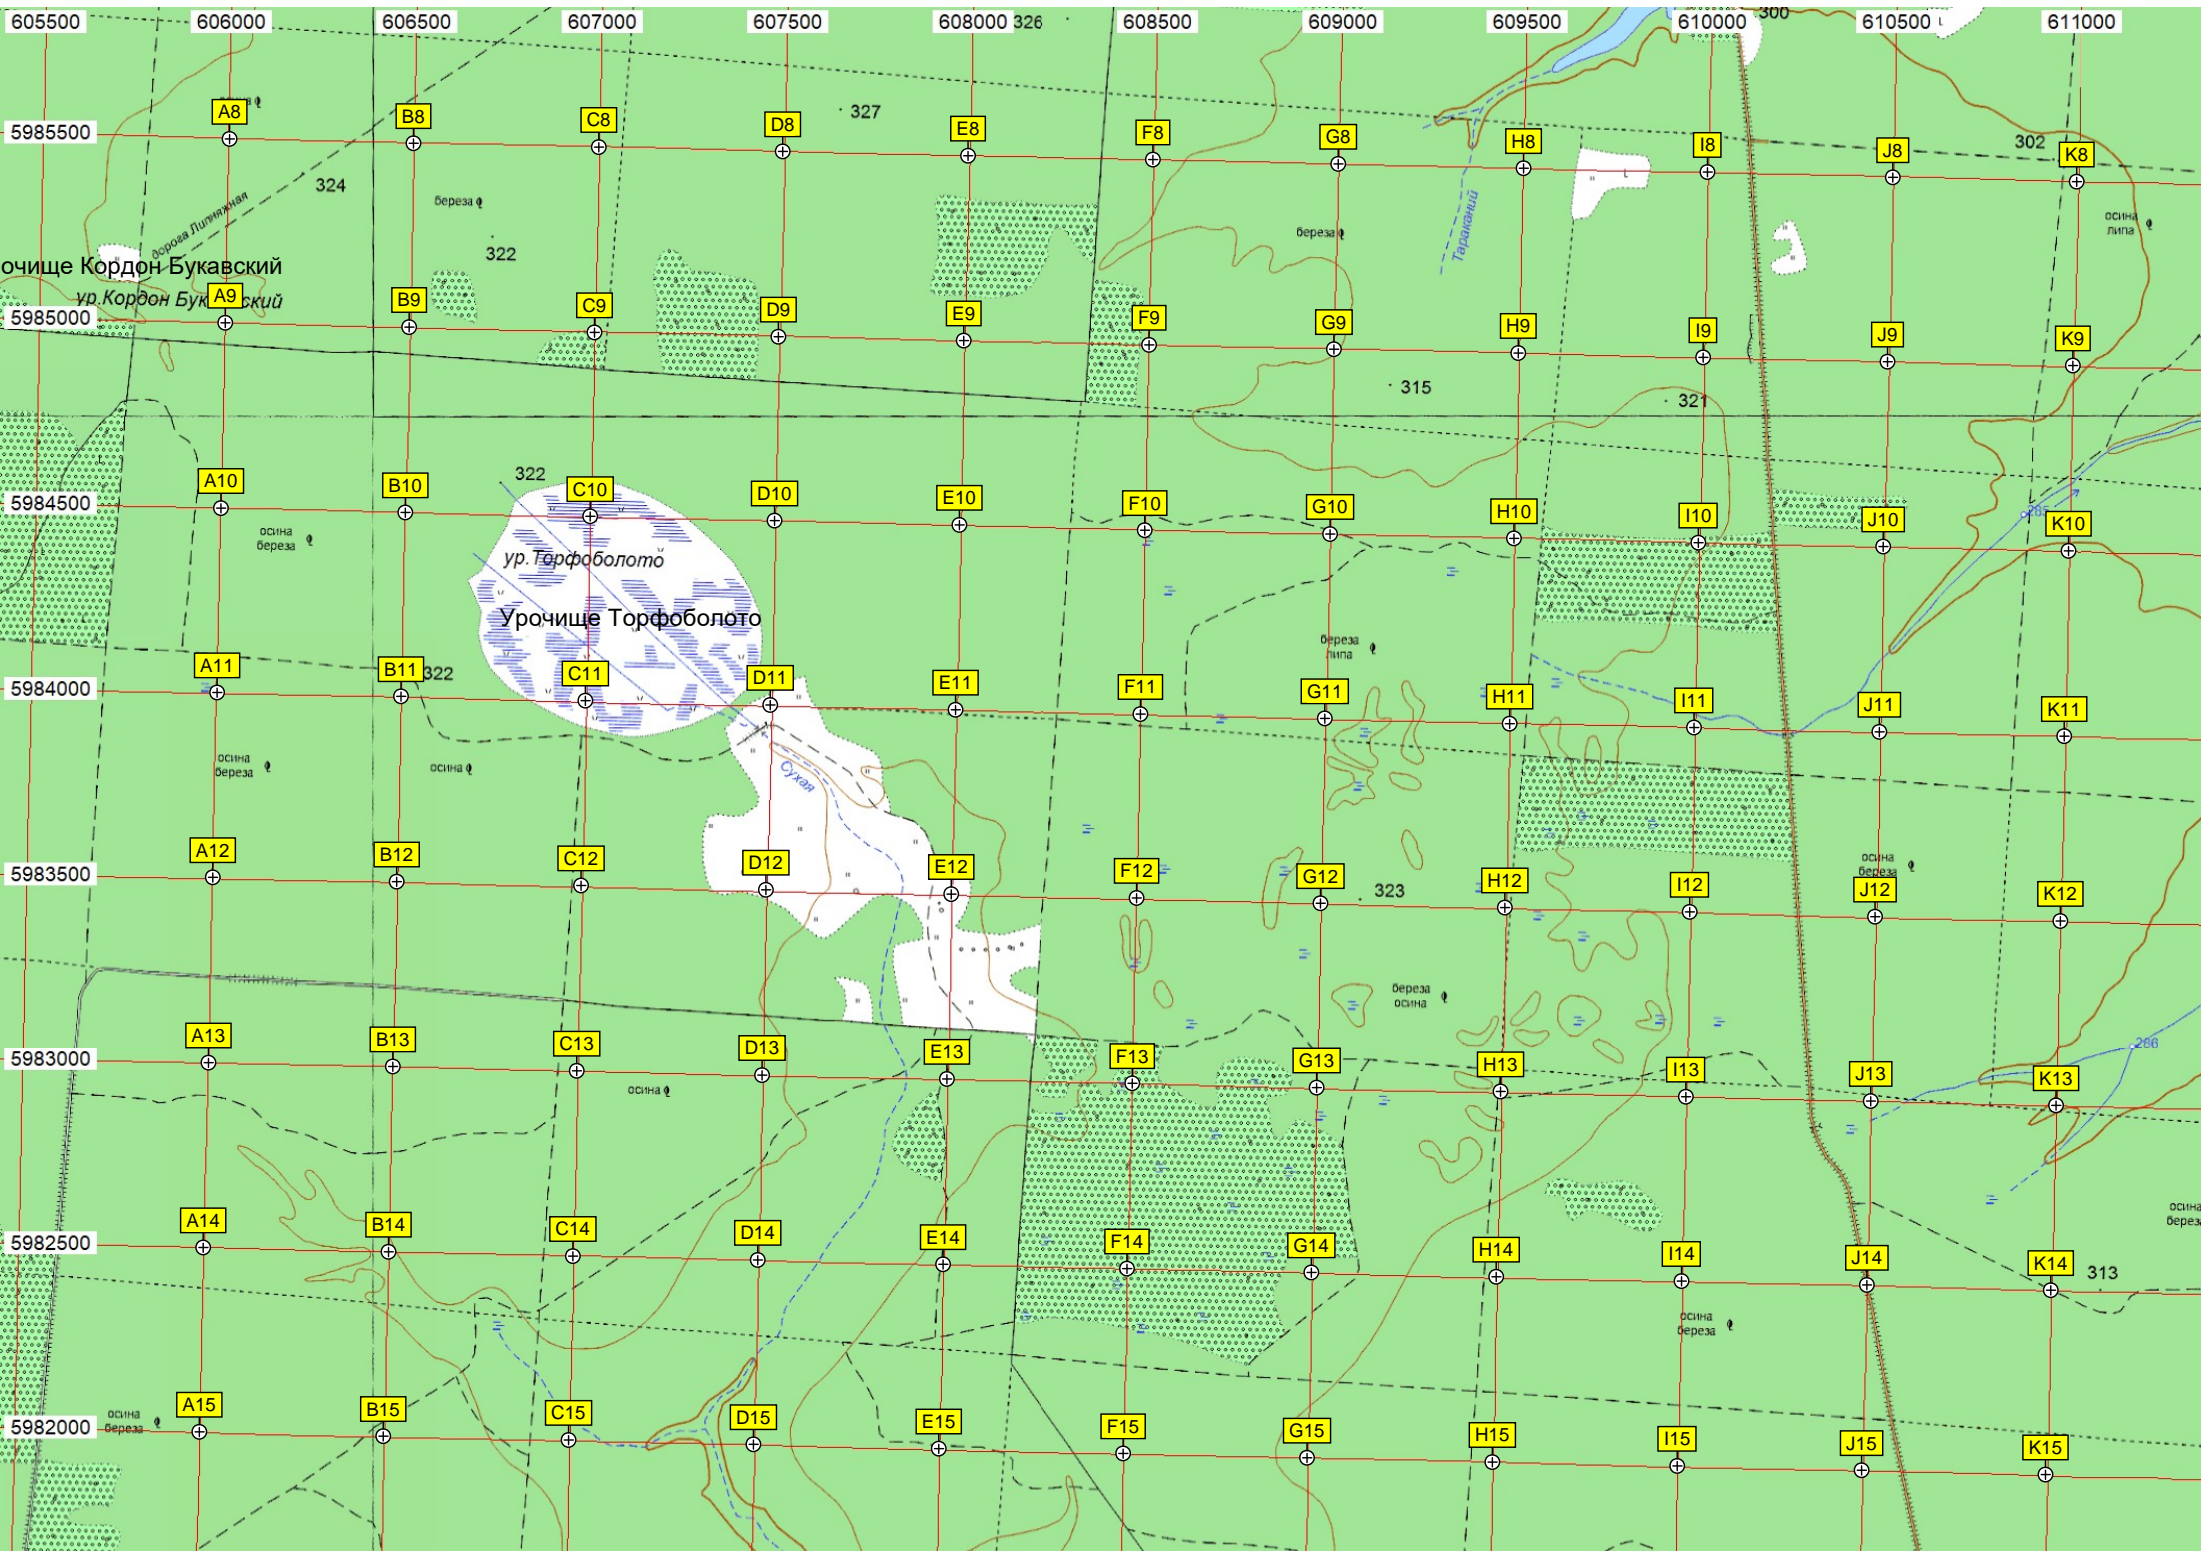 605500 606000 606500 607000 607500 608000 326 608500 609000 609500 610000 300 610500 611000
A8 B8 C8 D8 327 E8 F8 G8 H8 I8 J8 302 K8
5985500
324
береза
322
дорога Липняжная
береза
Тараканий
осина
липа
очище Кордон Букавский
ур.Кордон Бук ский
A9 B9 C9 D9 E9 F9 G9 H9 I9 J9 K9
5985000
315
321
322
A10 B10 C10 D10 E10 F10 G10 H10 I10 J10 K10
5984500
285
осина
береза
ур.Торфоболото
Урочище Торфоболото
береза
липа
A11 B11 322 C11 D11 E11 F11 G11 H11 I11 J11 K11
5984000
осина
береза
осина
Сухая
A12 B12 C12 D12 E12 F12 G12 323 H12 I12 J12 K12
5983500
осина
береза
береза
осина
A13 B13 C13 D13 E13 F13 G13 H13 I13 J13 K13
5983000
286
осина
осина
берез
A14 B14 C14 D14 E14 F14 G14 H14 I14 J14 K14
5982500
313
осина
береза
A15 B15 C15 D15 E15 F15 G15 H15 I15 J15 K15
осина
береза
5982000